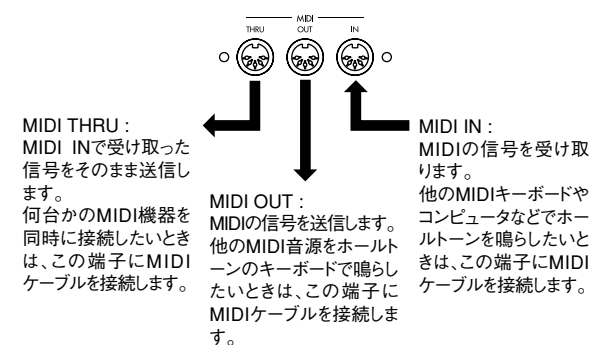 MIDI
THRU OUT IN
MIDI THRU :
MIDI INで受け取った
信号をそのまま送信し
ます。
何台かのMIDI機器を
同時に接続したいとき
は、この端子にMIDI
ケーブルを接続します。
MIDI OUT :
MIDIの信号を送信します。
他のMIDI音源をホールト
ーンのキーボードで鳴らし
たいときは、この端子に
MIDIケーブルを接続しま
す。
MIDI IN :
MIDIの信号を受け取
ります。
他のMIDIキーボードや
コンピュータなどでホー
ルトーンを鳴らしたいと
きは、この端子にMIDI
ケーブルを接続します。